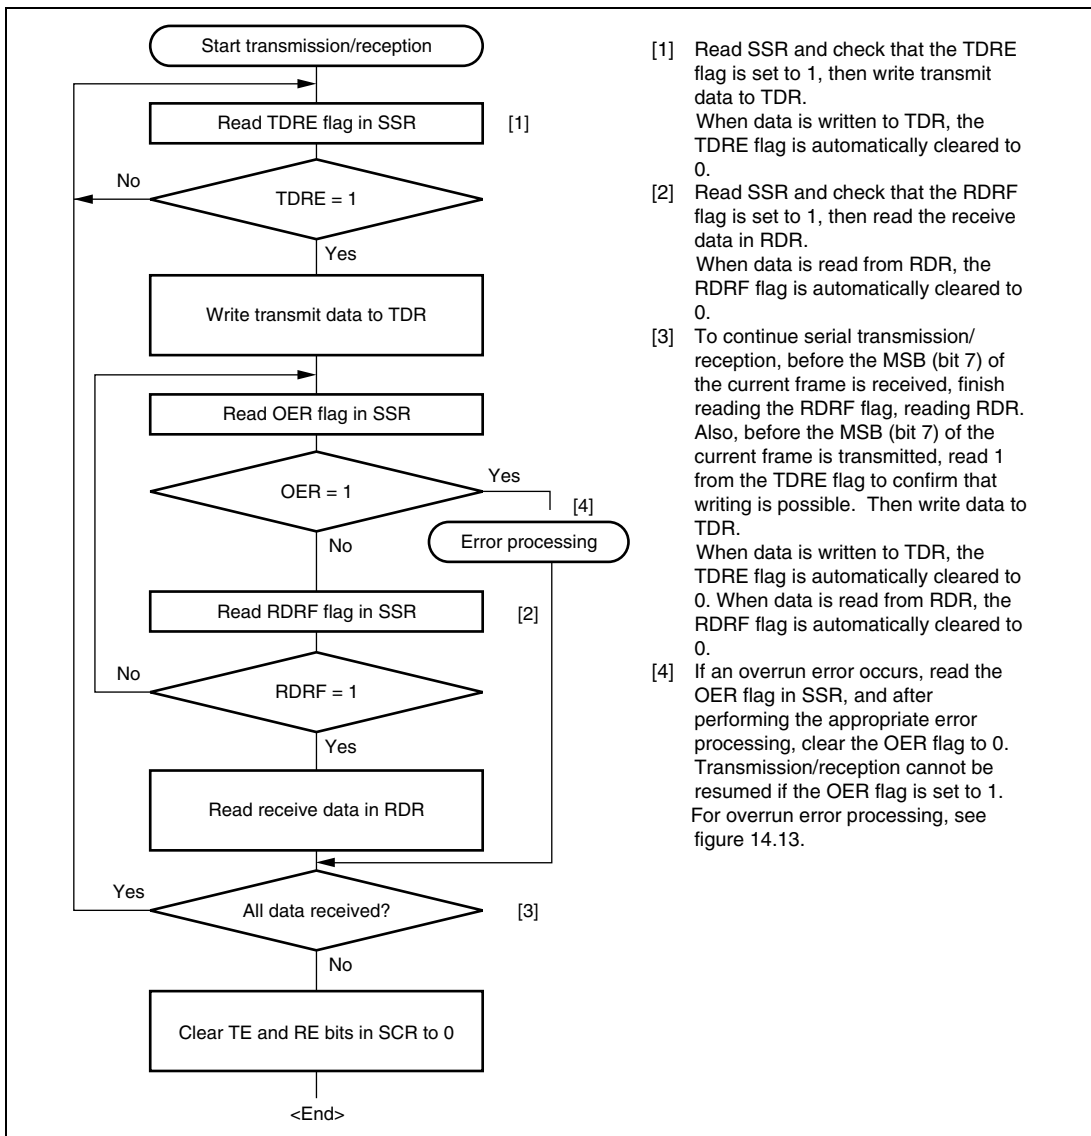 Start transmission/reception
Read TDRE flag in SSR
[1]
No
TDRE = 1
Yes
Write transmit data to TDR
Read OER flag in SSR
Yes
OER = 1
[4]
No
Error processing
Read RDRF flag in SSR
[2]
No
RDRF = 1
Yes
Read receive data in RDR
Yes
All data received?
[3]
No
Clear TE and RE bits in SCR to 0
<End>
[1] Read SSR and check that the TDRE
flag is set to 1, then write transmit
data to TDR.
When data is written to TDR, the
TDRE flag is automatically cleared to
0.
[2] Read SSR and check that the RDRF
flag is set to 1, then read the receive
data in RDR.
When data is read from RDR, the
RDRF flag is automatically cleared to
0.
[3] To continue serial transmission/
reception, before the MSB (bit 7) of
the current frame is received, finish
reading the RDRF flag, reading RDR.
Also, before the MSB (bit 7) of the
current frame is transmitted, read 1
from the TDRE flag to confirm that
writing is possible. Then write data to
TDR.
When data is written to TDR, the
TDRE flag is automatically cleared to
0. When data is read from RDR, the
RDRF flag is automatically cleared to
0.
[4] If an overrun error occurs, read the
OER flag in SSR, and after
performing the appropriate error
processing, clear the OER flag to 0.
Transmission/reception cannot be
resumed if the OER flag is set to 1.
For overrun error processing, see
figure 14.13.